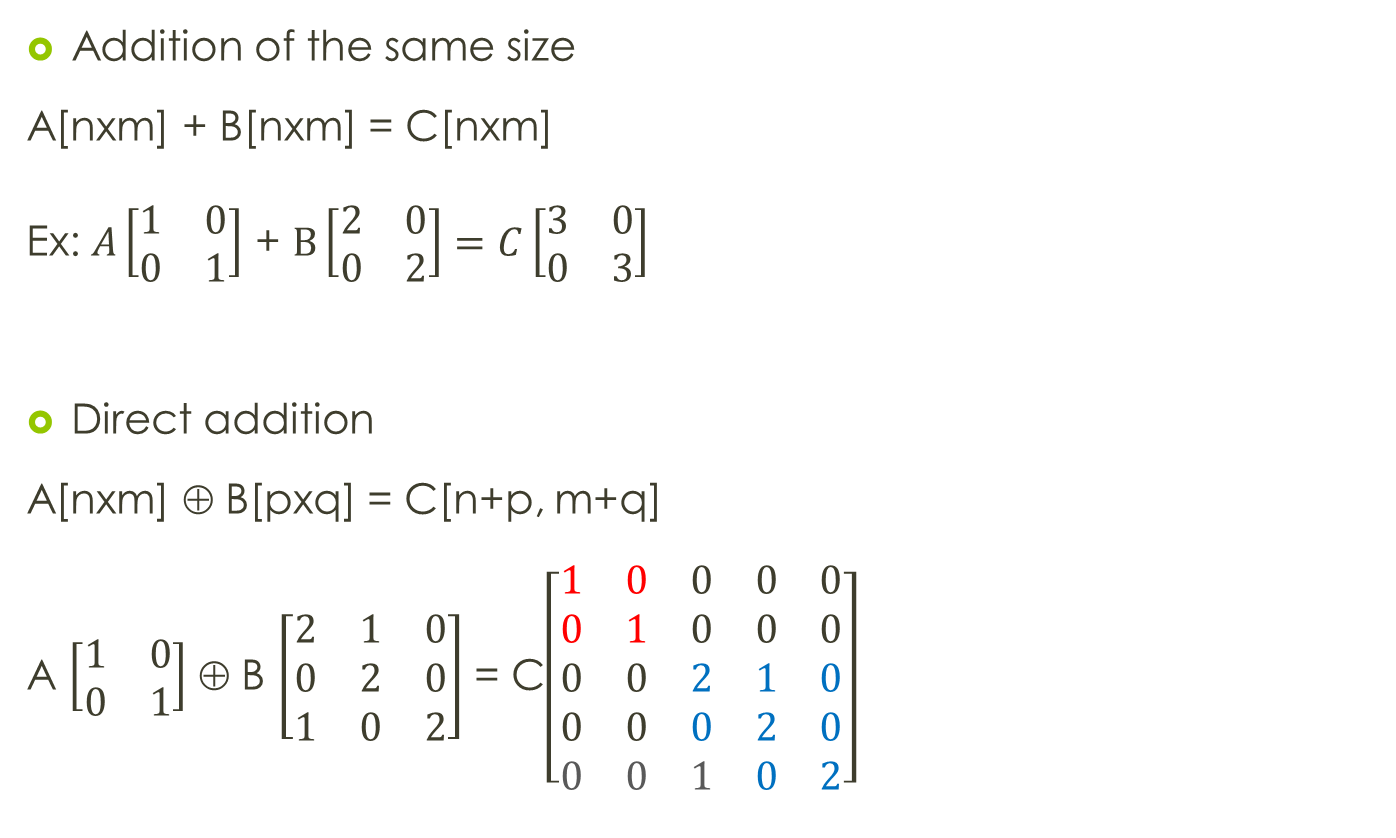 Addition of the same size
A[nxm] + B[nxm] = C[nxm]
Ex: A [1 0; 0 1] + B [2 0; 0 2] = C [3 0; 0 3]
Direct addition
A[nxm] ⊕ B[pxq] = C[n+p, m+q]
A [1 0; 0 1] ⊕ B [2 1 0; 0 2 0; 1 0 2] = C [1 0 0 0 0; 0 1 0 0 0; 0 0 2 1 0; 0 0 0 2 0; 0 0 1 0 2]